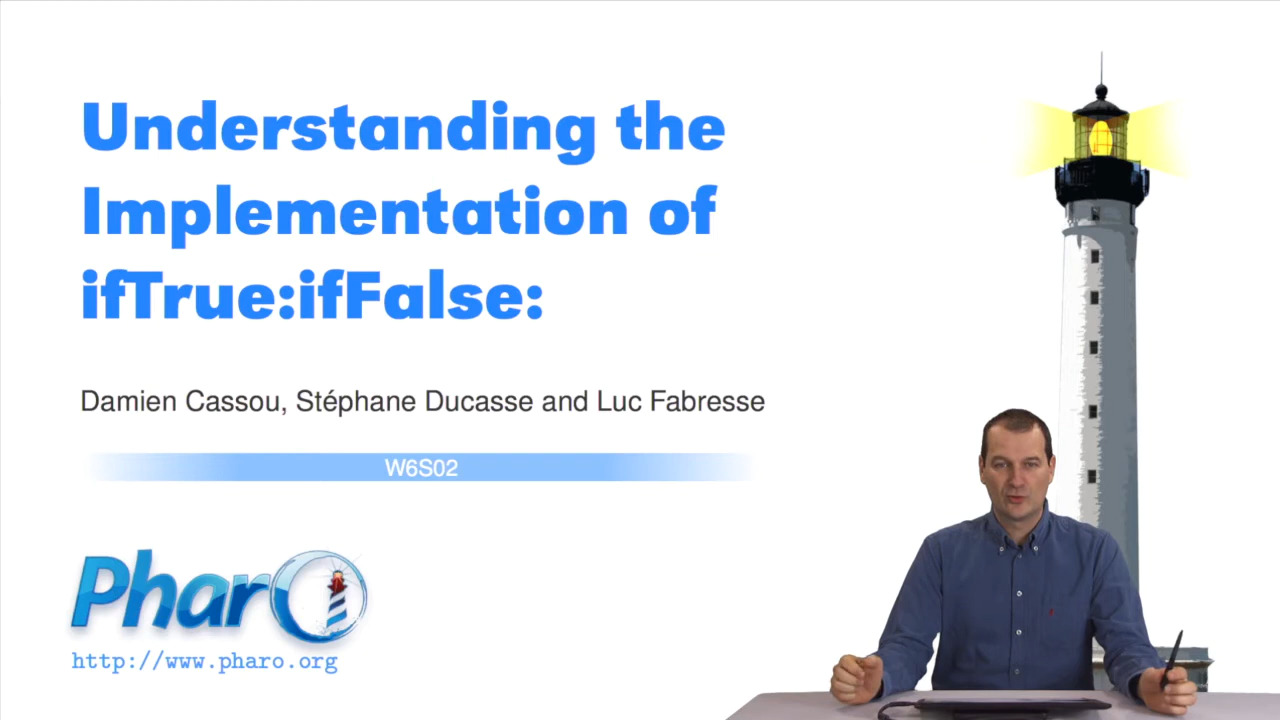 Understanding the
Implementation of
ifTrue:ifFalse:
Damien Cassou, Stéphane Ducasse and Luc Fabresse
W6S02
Pharo
http://www.pharo.org